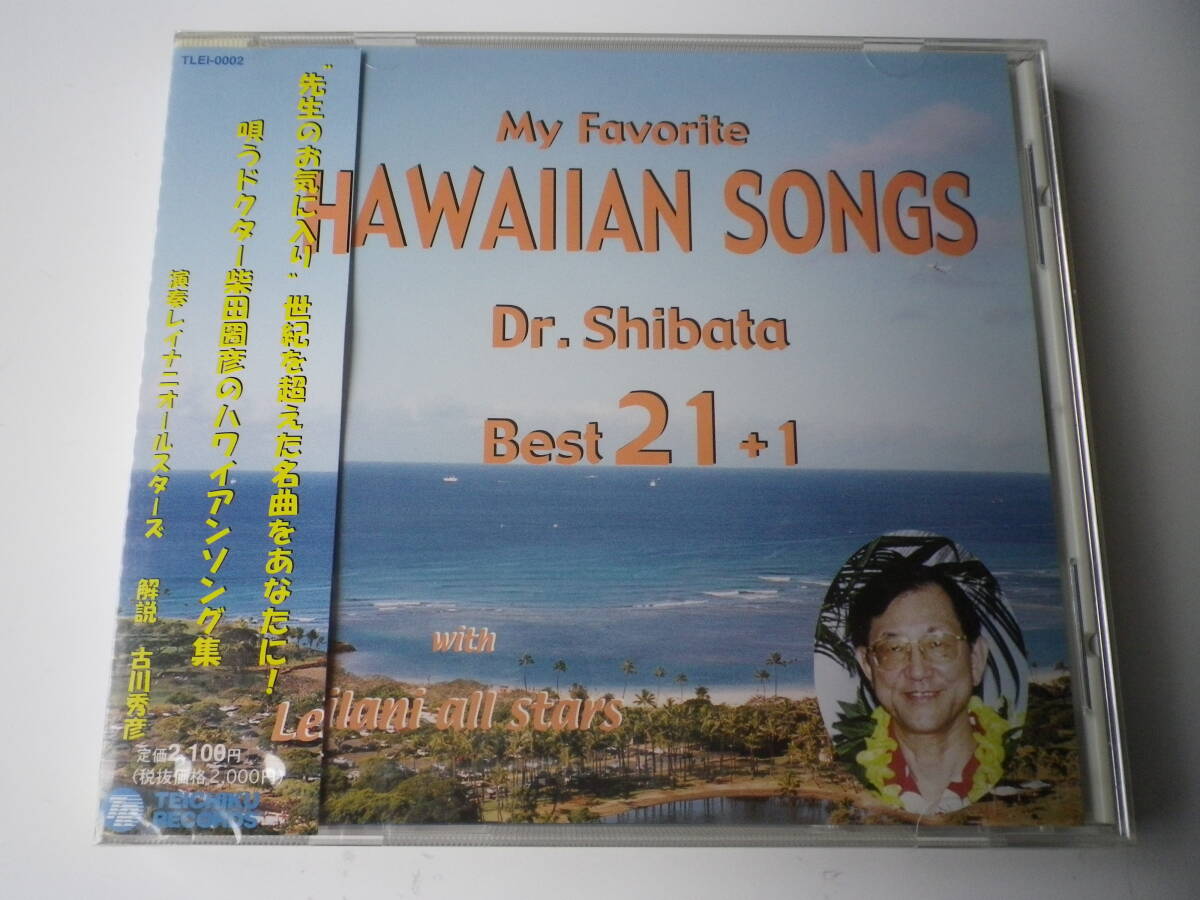 TLEI-0002
"先生のお気に入り"世紀を超えた名曲をあなたに!
唄うドクター柴田圀彦のハワイアンソング集
演奏レイナニオールスターズ 解説 古川秀彦
定価2,100円
(税抜価格2,000円)
TEICHIKU
RECORDS
My Favorite
HAWAIIAN SONGS
Dr. Shibata
Best 21 + 1
with
Leilani all stars